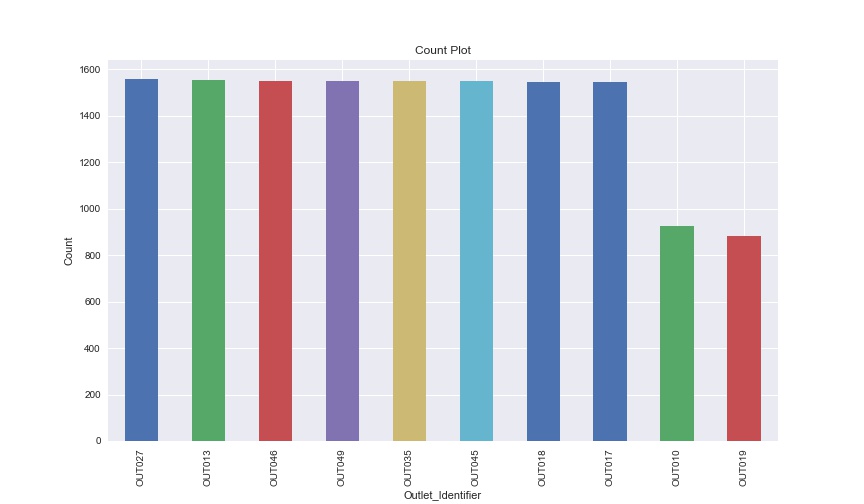 Count Plot
1600
1400
1200
1000
800
600
400
200
0
Count
OUT027 OUT013 OUT046 OUT049 OUT035 OUT045 OUT018 OUT017 OUT010 OUT019
Outlet_Identifier